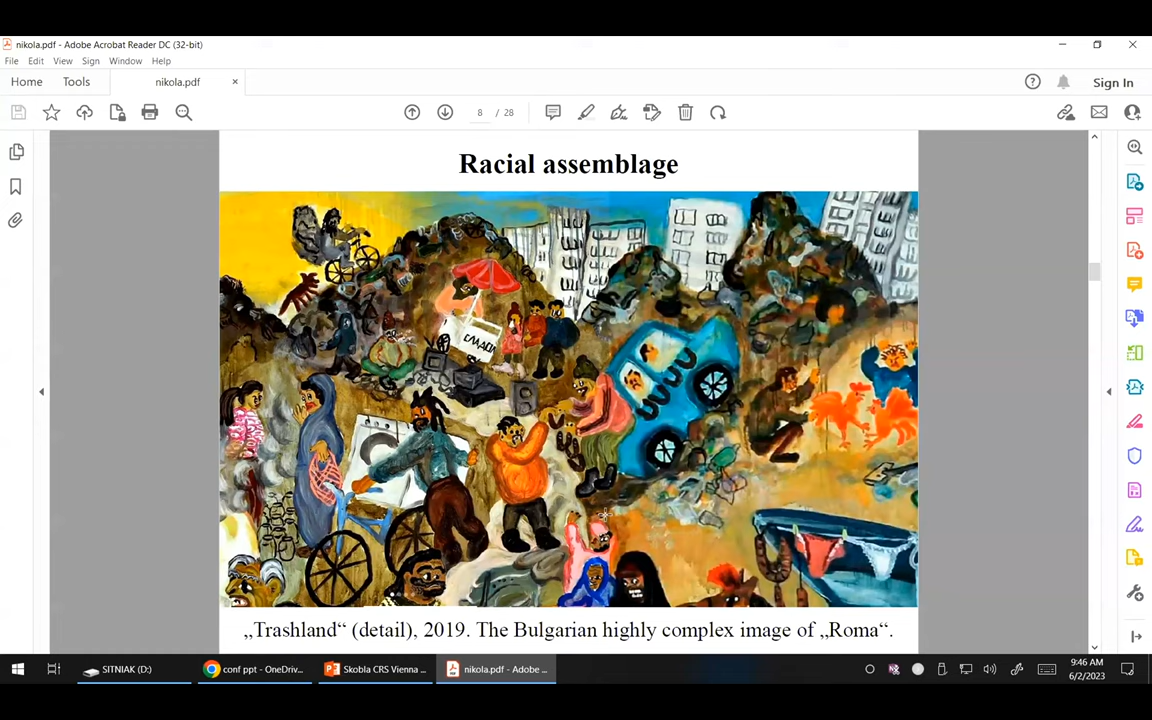 nikola.pdf - Adobe Acrobat Reader DC (32-bit)
File Edit View Sign Window Help
Home Tools nikola.pdf × Sign In
8 / 28
Racial assemblage
„Trashland“ (detail), 2019. The Bulgarian highly complex image of „Roma“.
SITNIAK (D:) conf ppt - OneDriv... Skobla CRS Vienna ... nikola.pdf - Adobe ...
9:46 AM
6/2/2023